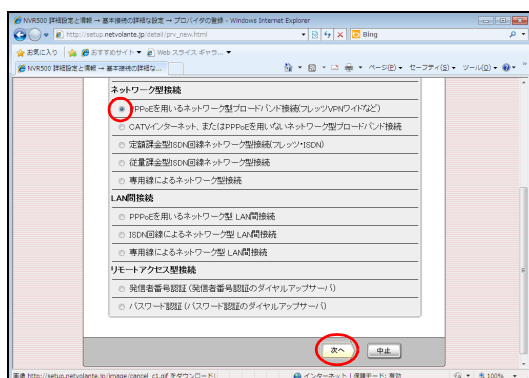 NVR500 詳細設定と情報 → 基本接続の詳細な設定 → プロバイダの登録 - Windows Internet Explorer
http://setup.netvolante.jp/detail/prv_new.html
Bing
お気に入り おすすめサイト ▼ Web スライス ギャラ... ▼
NVR500 詳細設定と情報 → 基本接続の詳細な...
ページ(P) ▼ セーフティ(S) ▼ ツール(O) ▼
ネットワーク型接続
PPPoEを用いるネットワーク型ブロードバンド接続(フレッツVPNワイドなど)
CATVインターネット、またはPPPoEを用いないネットワーク型ブロードバンド接続
定額課金型ISDN回線ネットワーク型接続(フレッツ・ISDN)
従量課金型ISDN回線ネットワーク型接続
専用線によるネットワーク型接続
LAN間接続
PPPoEを用いるネットワーク型 LAN間接続
ISDN回線によるネットワーク型 LAN間接続
専用線によるネットワーク型 LAN間接続
リモートアクセス型接続
発信者番号認証(発信者番号認証のダイヤルアップサーバ)
パスワード認証(パスワード認証のダイヤルアップサーバ)
次へ 中止
画像 http://setup.netvolante.jp/image/cancel_c1.gif をダウンロードし インターネット | 保護モード: 有効 100% ▼